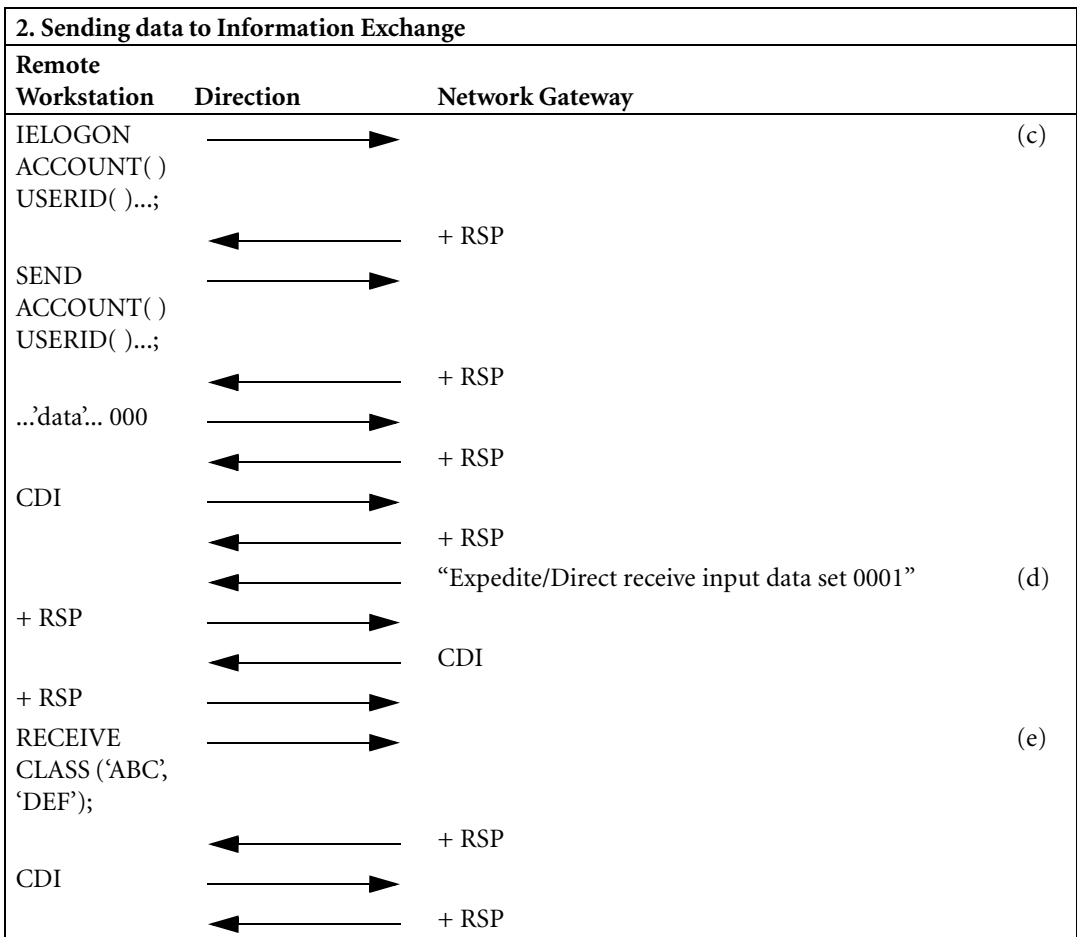 2. Sending data to Information Exchange
Remote
Workstation Direction Network Gateway
IELOGON (c)
ACCOUNT( )
USERID( )...;
+ RSP
SEND
ACCOUNT( )
USERID( )...;
+ RSP
...’data’... 000
+ RSP
CDI
+ RSP
“Expedite/Direct receive input data set 0001” (d)
+ RSP
CDI
+ RSP
RECEIVE (e)
CLASS (‘ABC’,
‘DEF’);
+ RSP
CDI
+ RSP